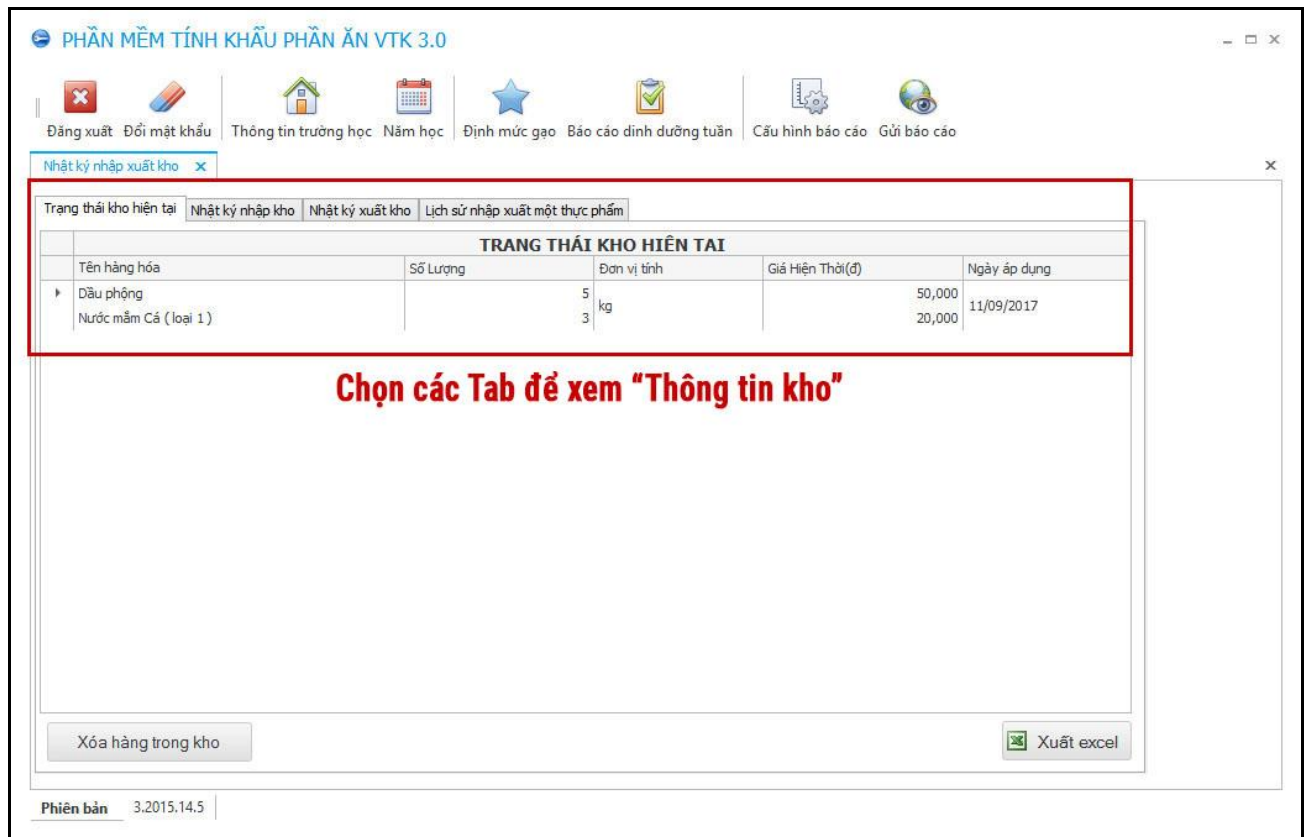 PHẦN MỀM TÍNH KHẨU PHẦN ĂN VTK 3.0
Đăng xuất Đổi mật khẩu Thông tin trường học Năm học Định mức gạo Báo cáo dinh dưỡng tuần Cấu hình báo cáo Gửi báo cáo
Nhật ký nhập xuất kho
Trạng thái kho hiện tại Nhật ký nhập kho Nhật ký xuất kho Lịch sử nhập xuất một thực phẩm
TRANG THÁI KHO HIÊN TAI
Tên hàng hóa Số Lượng Đơn vị tính Giá Hiện Thời(đ) Ngày áp dụng
Dầu phộng 5 kg 50,000 11/09/2017
Nước mắm Cá ( loại 1 ) 3 20,000
Chọn các Tab để xem “Thông tin kho”
Xóa hàng trong kho Xuất excel
Phiên bản 3.2015.14.5